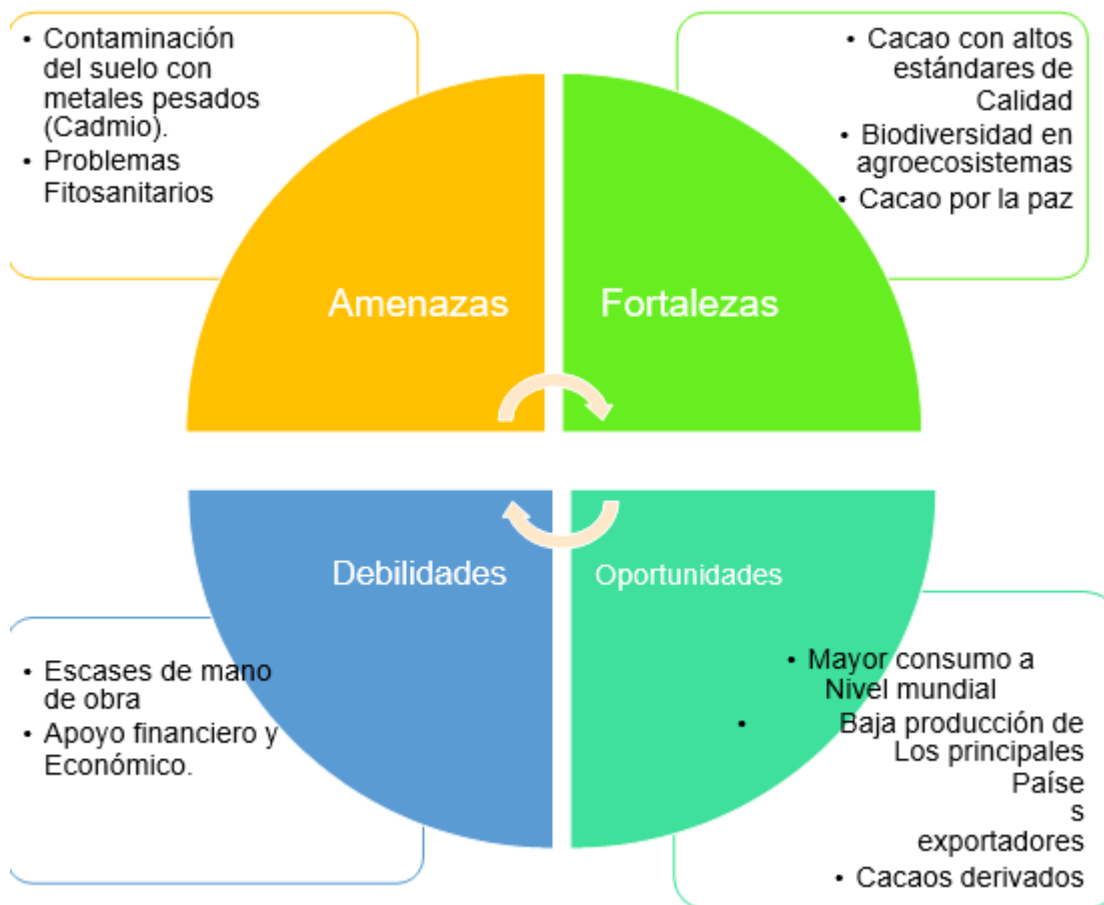 • Contaminación
del suelo con
metales pesados
(Cadmio).
• Problemas
Fitosanitarios
• Cacao con altos
estándares de
Calidad
• Biodiversidad en
agroecosistemas
• Cacao por la paz
Amenazas
Fortalezas
Debilidades
Oportunidades
• Escases de mano
de obra
• Apoyo financiero y
Económico.
• Mayor consumo a
Nivel mundial
• Baja producción de
Los principales
Paíse
s
exportadores
• Cacaos derivados